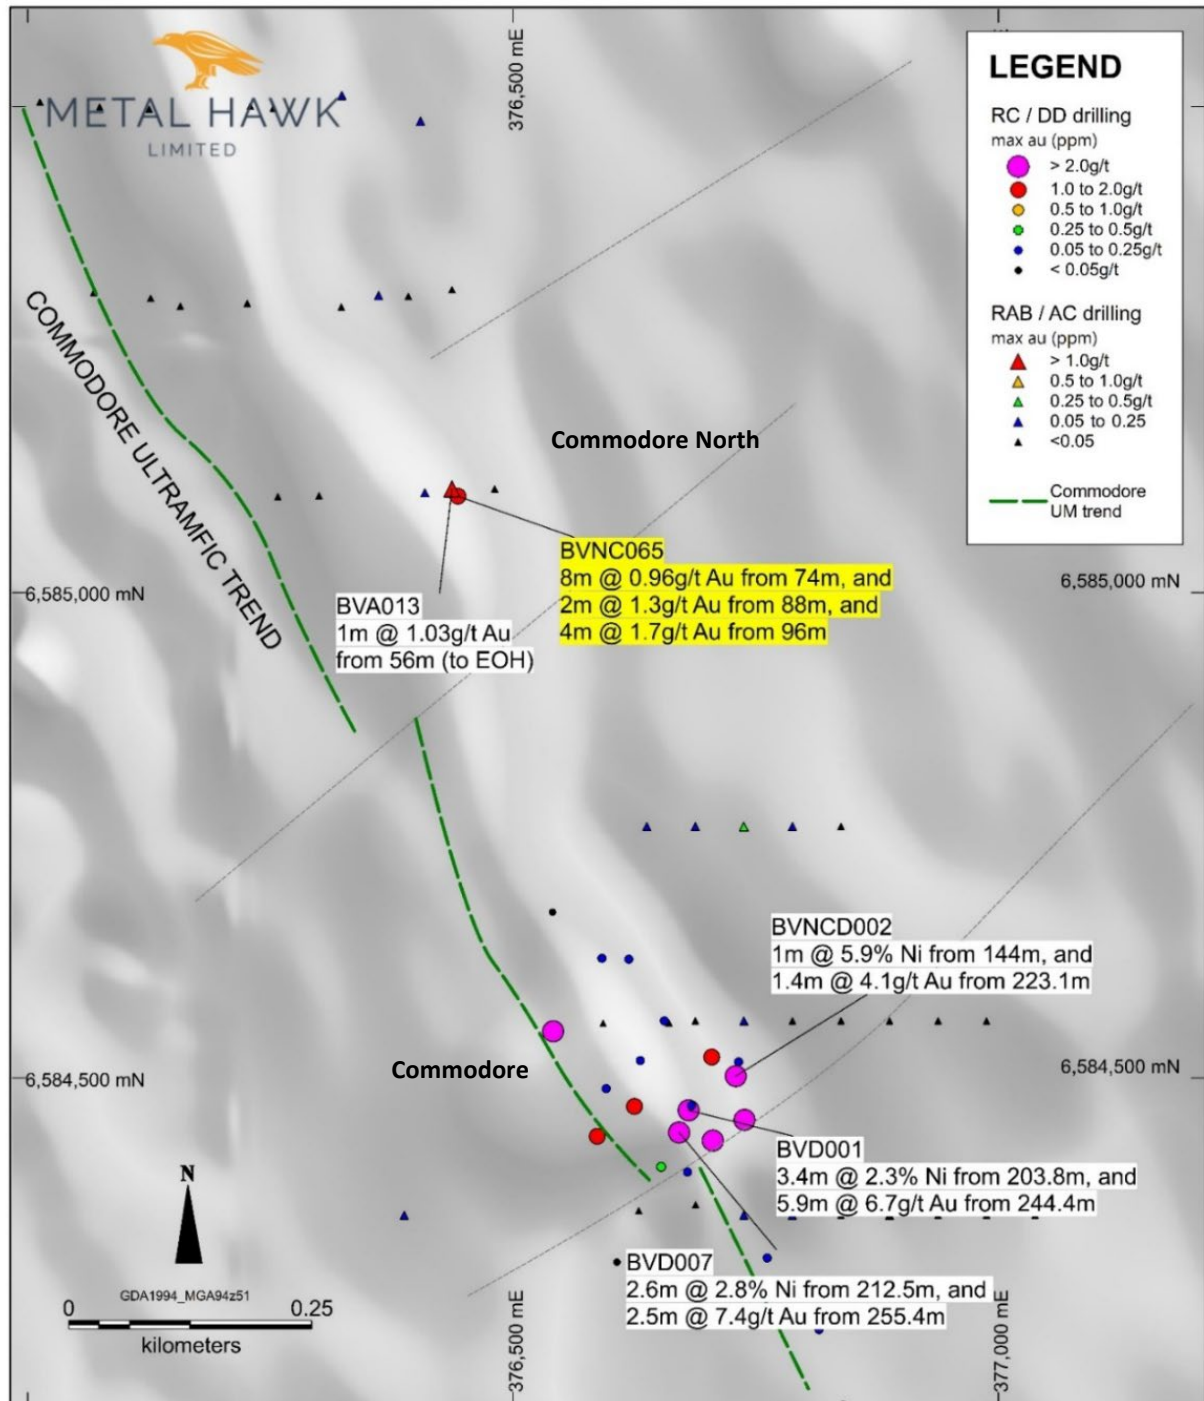 METAL HAWK
LIMITED
376,500 mE
LEGEND
RC / DD drilling
max au (ppm)
> 2.0g/t
1.0 to 2.0g/t
0.5 to 1.0g/t
0.25 to 0.5g/t
0.05 to 0.25g/t
< 0.05g/t
RAB / AC drilling
max au (ppm)
> 1.0g/t
0.5 to 1.0g/t
0.25 to 0.5g/t
0.05 to 0.25
<0.05
Commodore
UM trend
COMMODORE ULTRAMFIC TREND
Commodore North
BVNC065
8m @ 0.96g/t Au from 74m, and
2m @ 1.3g/t Au from 88m, and
4m @ 1.7g/t Au from 96m
6,585,000 mN
6,585,000 mN
BVA013
1m @ 1.03g/t Au
from 56m (to EOH)
BVNCD002
1m @ 5.9% Ni from 144m, and
1.4m @ 4.1g/t Au from 223.1m
Commodore
6,584,500 mN
6,584,500 mN
BVD001
3.4m @ 2.3% Ni from 203.8m, and
5.9m @ 6.7g/t Au from 244.4m
N
BVD007
2.6m @ 2.8% Ni from 212.5m, and
2.5m @ 7.4g/t Au from 255.4m
GDA1994_MGA94z51
0 0.25
kilometers
376,500 mE
377,000 mE